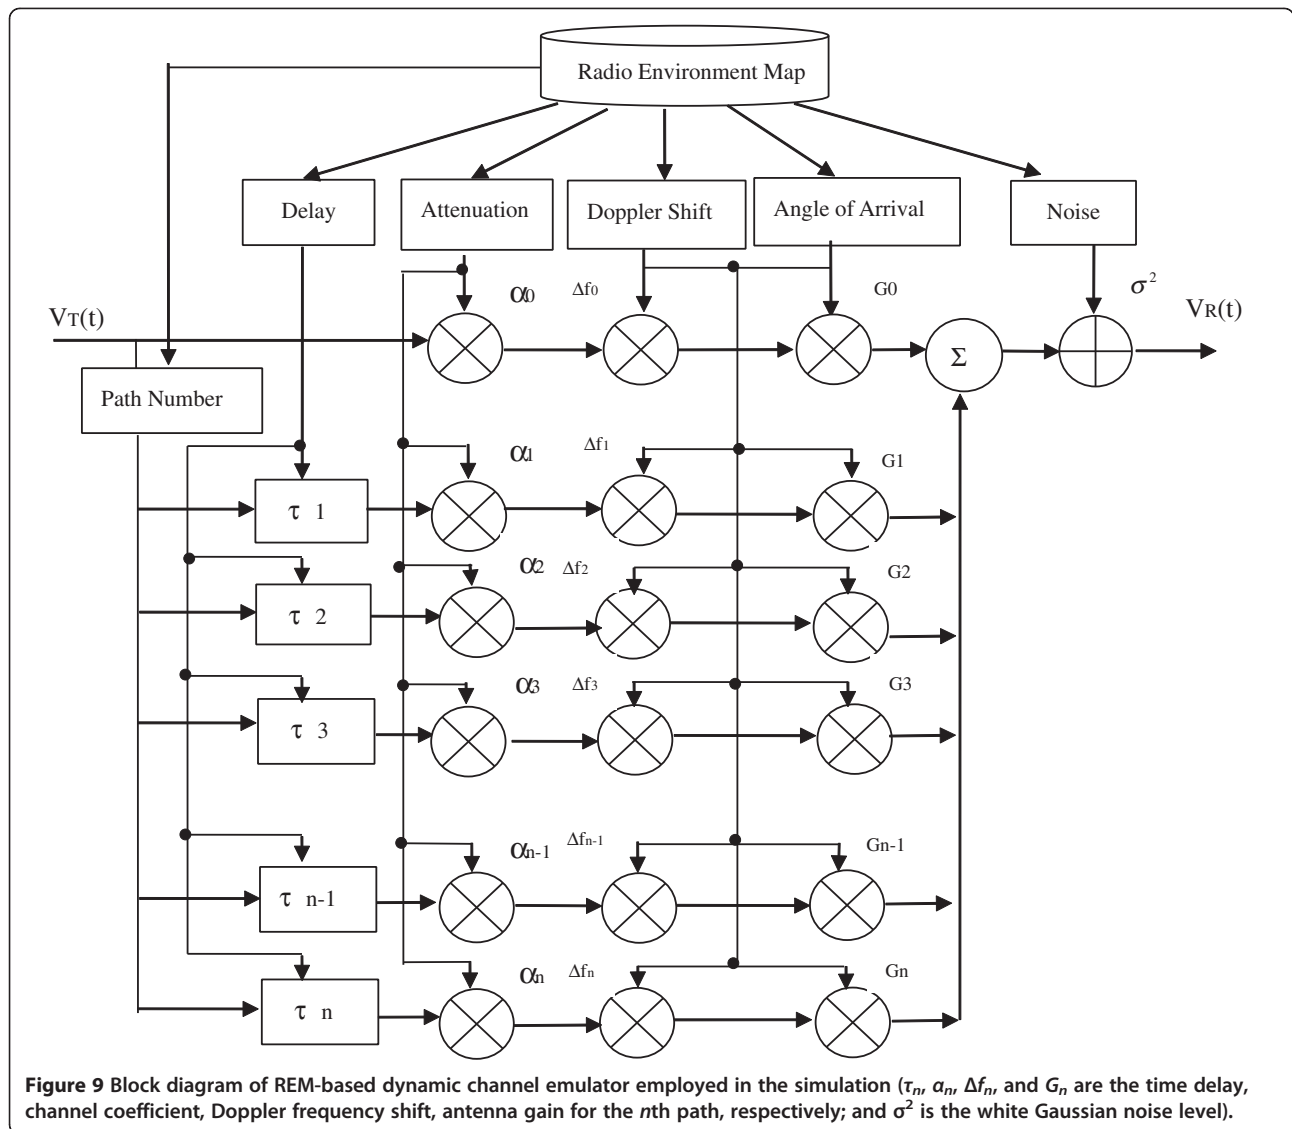 Radio Environment Map
Delay
Attenuation
Doppler Shift
Angle of Arrival
Noise
α0
Δf0
G0
σ²
VT(t)
VR(t)
Σ
Path Number
α1
Δf1
G1
τ 1
α2
Δf2
G2
τ 2
α3
Δf3
G3
τ 3
αn-1
Δfn-1
Gn-1
τ n-1
αn
Δfn
Gn
τ n
Figure 9 Block diagram of REM-based dynamic channel emulator employed in the simulation (τn, αn, Δfn, and Gn are the time delay,
channel coefficient, Doppler frequency shift, antenna gain for the nth path, respectively; and σ² is the white Gaussian noise level).